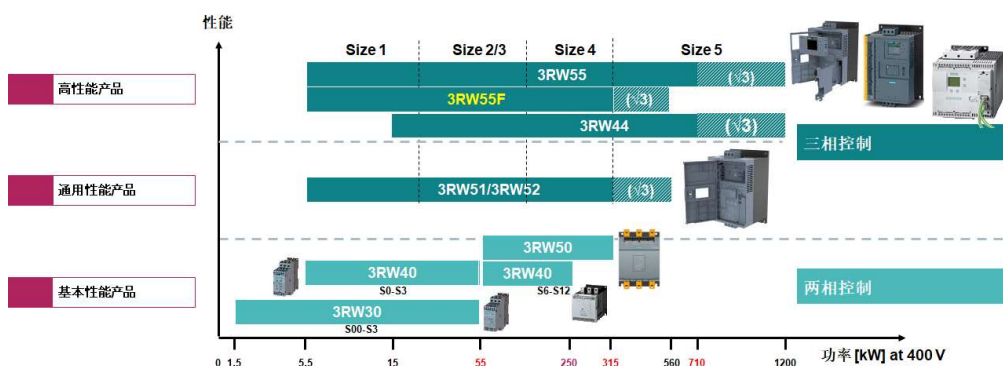 性能
Size 1 Size 2/3 Size 4 Size 5
高性能产品
3RW55 (√3)
3RW55F (√3)
3RW44 (√3)
三相控制
通用性能产品
3RW51/3RW52 (√3)
3RW50
3RW40 3RW40
S0-S3 S6-S12
基本性能产品
两相控制
3RW30
S00-S3
0 1.5 5.5 15 55 250 315 560 710 1200
功率 [kW] at 400 V